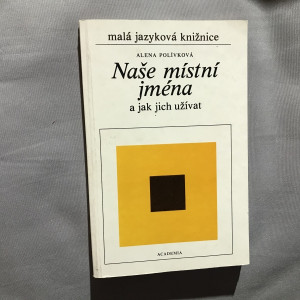 malá jazyková knižnice
ALENA POLÍVKOVÁ
Naše místní
jména
a jak jich užívat
ACADEMIA